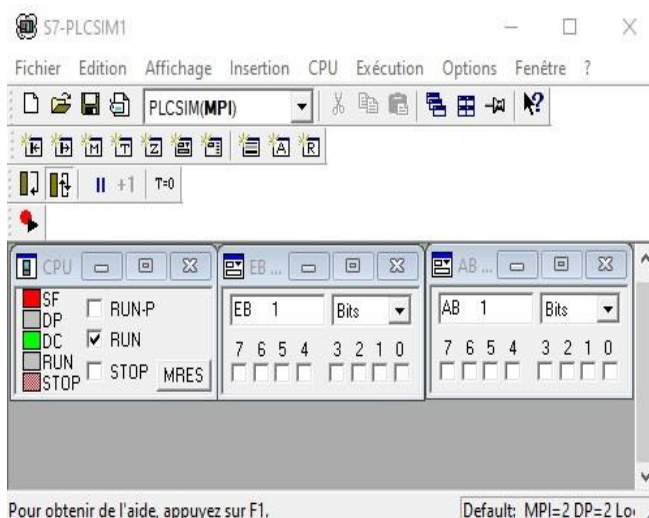 S7-PLCSIM1
Fichier Edition Affichage Insertion CPU Exécution Options Fenêtre ?
PLCSIM(MPI)
+1 T=0
CPU
SF
DP
DC
RUN
STOP
RUN-P
RUN
STOP MRES
EB ...
EB 1 Bits
7 6 5 4 3 2 1 0
AB ...
AB 1 Bits
7 6 5 4 3 2 1 0
Pour obtenir de l'aide, appuyez sur F1.
Default: MPI=2 DP=2 Lo